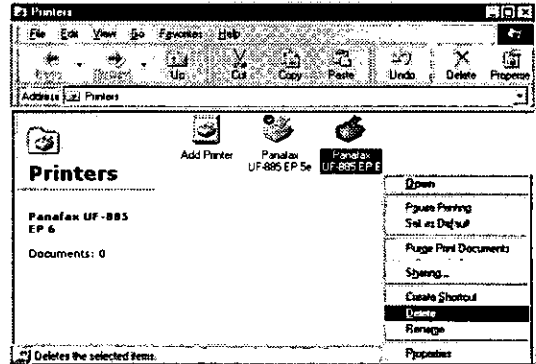 Printers
File Edit View Go Favorites Help
Up Cut Copy Paste Undo Delete Properties
Address Printers
Add Printer
Panafax
UF-885 EP 5e
Panafax
UF-885 EP 6
Printers
Panafax UF-885
EP 6
Documents: 0
Open
Pause Printing
Set as Default
Purge Print Documents
Sharing...
Create Shortcut
Delete
Rename
Properties
Deletes the selected items.